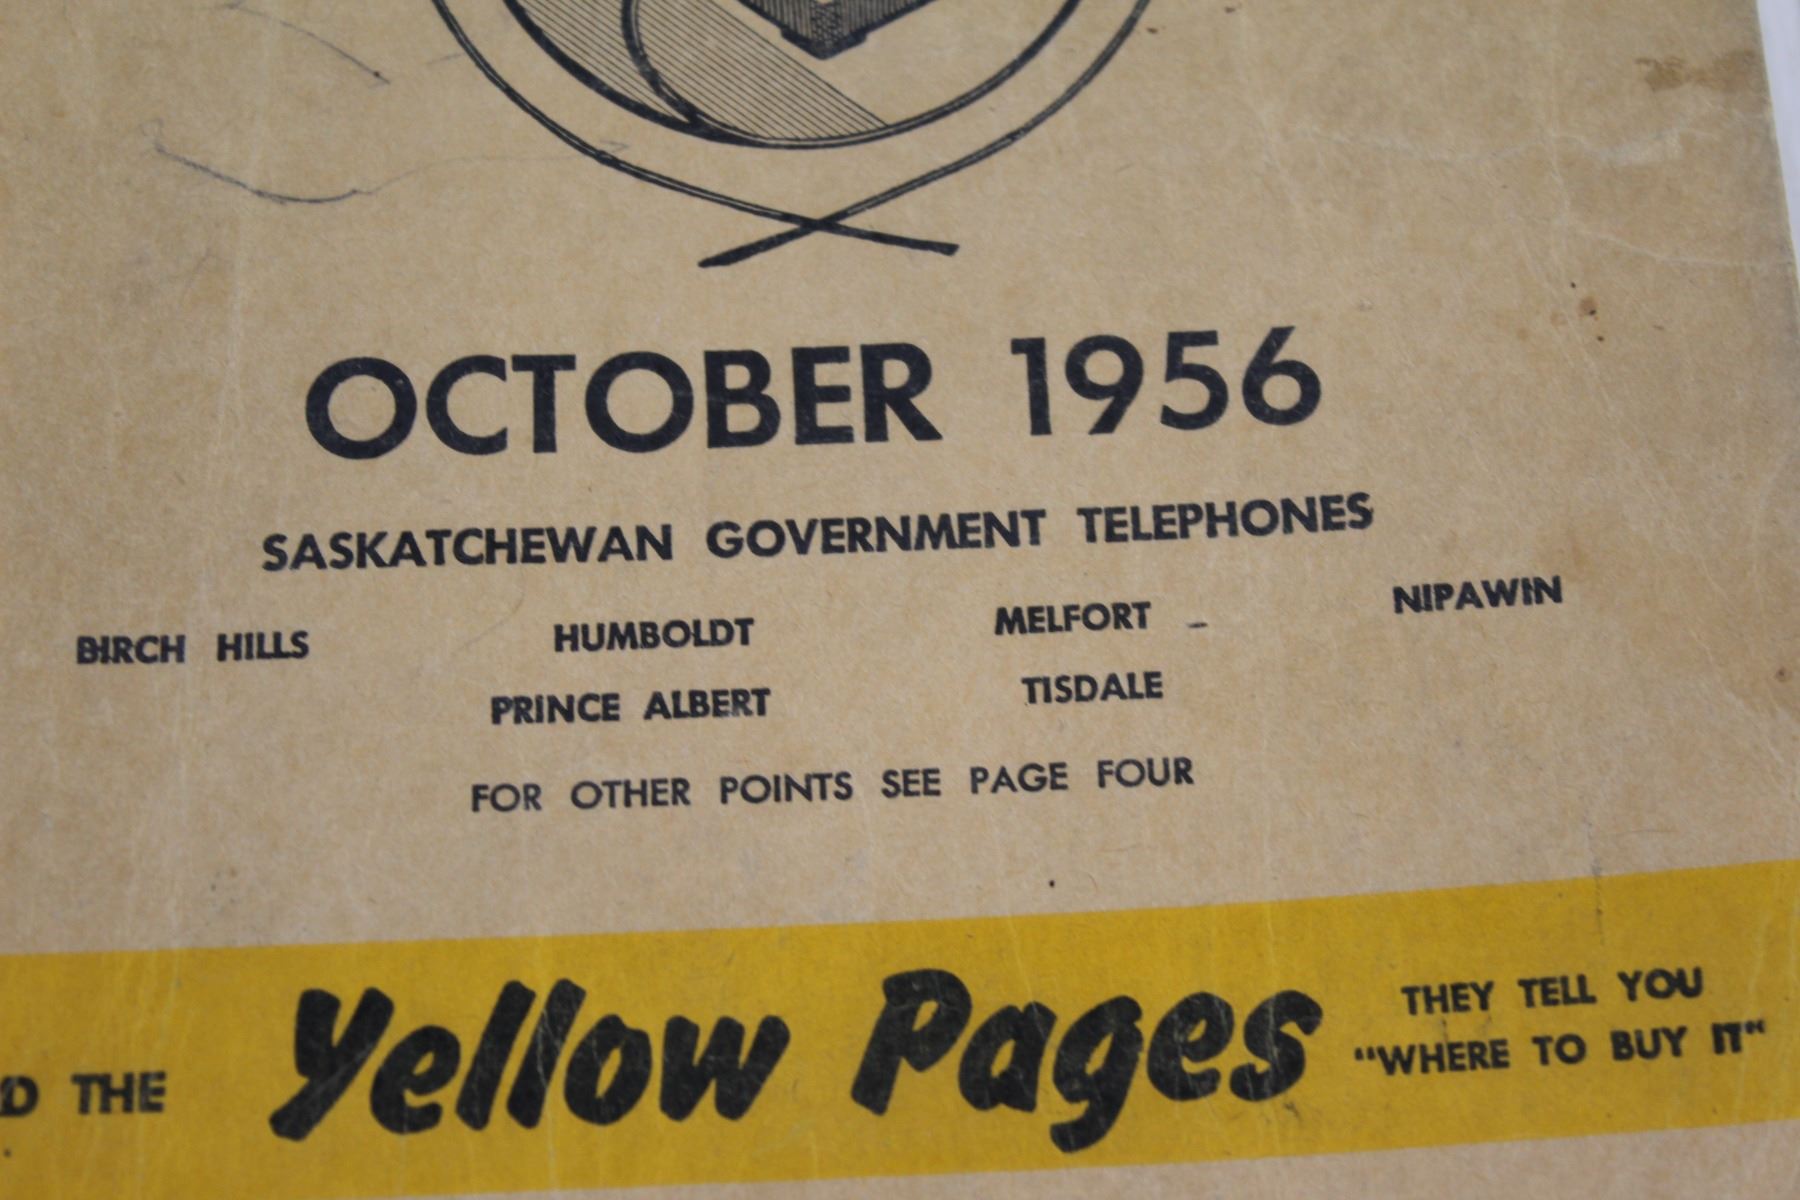 OCTOBER 1956
SASKATCHEWAN GOVERNMENT TELEPHONES
BIRCH HILLS HUMBOLDT MELFORT NIPAWIN
PRINCE ALBERT TISDALE
FOR OTHER POINTS SEE PAGE FOUR
THE Yellow Pages THEY TELL YOU
"WHERE TO BUY IT"